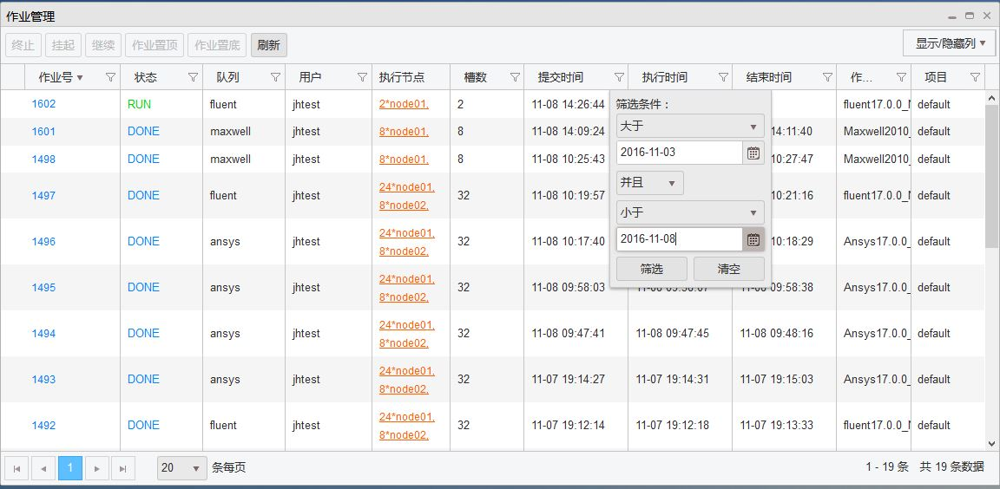 作业管理
终止 挂起 继续 作业置顶 作业置底 刷新 显示/隐藏列
作业号 状态 队列 用户 执行节点 槽数 提交时间 执行时间 结束时间 作... 项目
1602 RUN fluent jhtest 2*node01, 2 11-08 14:26:44 fluent17.0.0_ default
1601 DONE maxwell jhtest 8*node01, 8 11-08 14:09:24 14:11:40 Maxwell2010_ default
1498 DONE maxwell jhtest 8*node01, 8 11-08 10:25:43 10:27:47 Maxwell2010_ default
1497 DONE fluent jhtest 24*node01, 8*node02, 32 11-08 10:19:57 10:21:16 fluent17.0.0_ default
1496 DONE ansys jhtest 24*node01, 8*node02, 32 11-08 10:17:40 10:18:29 Ansys17.0.0_ default
1495 DONE ansys jhtest 24*node01, 8*node02, 32 11-08 09:58:03 11-08 09:58:38 Ansys17.0.0_ default
1494 DONE ansys jhtest 24*node01, 8*node02, 32 11-08 09:47:41 11-08 09:47:45 11-08 09:48:16 Ansys17.0.0_ default
1493 DONE ansys jhtest 24*node01, 8*node02, 32 11-07 19:14:27 11-07 19:14:31 11-07 19:15:03 Ansys17.0.0_ default
1492 DONE fluent jhtest 24*node01, 8*node02, 32 11-07 19:12:14 11-07 19:12:18 11-07 19:13:33 fluent17.0.0_ default
筛选条件：
大于
2016-11-03
并且
小于
2016-11-08
筛选 清空
1 20 条每页 1 - 19 条 共 19 条数据